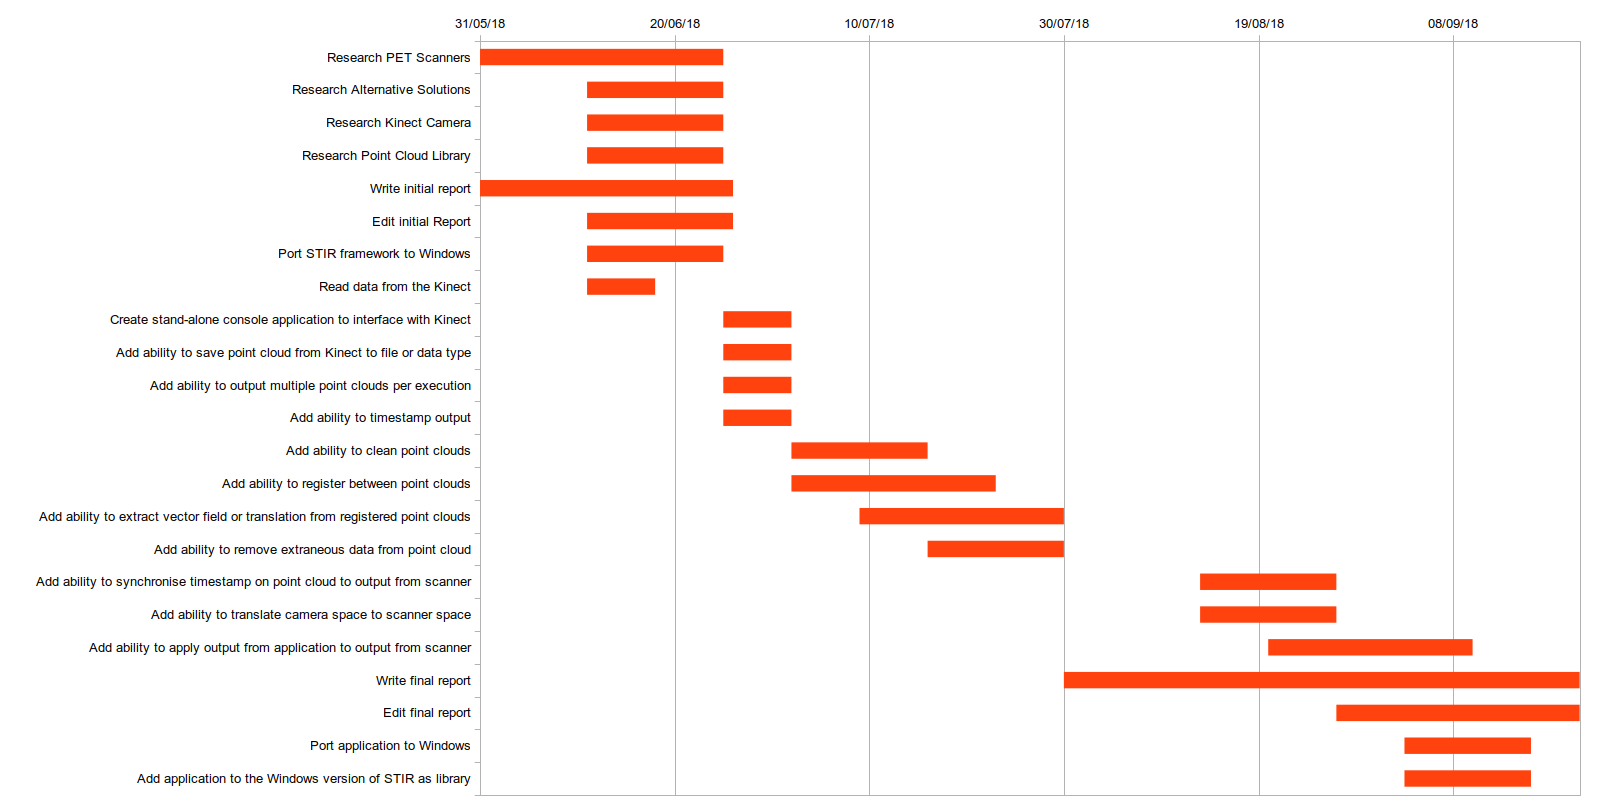 31/05/18 20/06/18 10/07/18 30/07/18 19/08/18 08/09/18
Research PET Scanners
Research Alternative Solutions
Research Kinect Camera
Research Point Cloud Library
Write initial report
Edit initial Report
Port STIR framework to Windows
Read data from the Kinect
Create stand-alone console application to interface with Kinect
Add ability to save point cloud from Kinect to file or data type
Add ability to output multiple point clouds per execution
Add ability to timestamp output
Add ability to clean point clouds
Add ability to register between point clouds
Add ability to extract vector field or translation from registered point clouds
Add ability to remove extraneous data from point cloud
Add ability to synchronise timestamp on point cloud to output from scanner
Add ability to translate camera space to scanner space
Add ability to apply output from application to output from scanner
Write final report
Edit final report
Port application to Windows
Add application to the Windows version of STIR as library